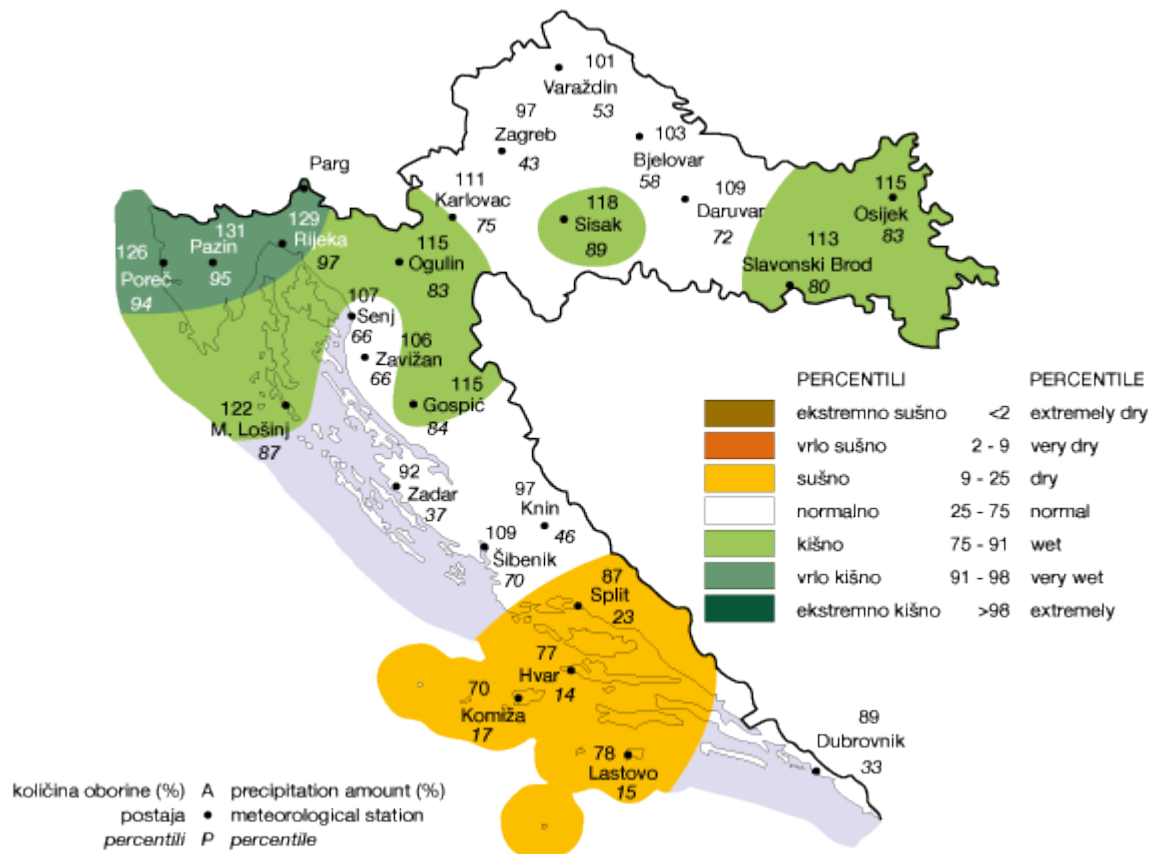 101
Varaždin
53
97
Zagreb
43
103
Bjelovar
58
Parg
111
Karlovac
75
118
Sisak
89
109
Daruvar
72
115
Osijek
83
126
Poreč
94
131
Pazin
95
129
Rijeka
97
115
Ogulin
83
113
Slavonski Brod
80
107
Senj
66
106
Zavižan
66
115
Gospić
84
122
M. Lošinj
87
92
Zadar
37
97
Knin
46
109
Šibenik
70
87
Split
23
77
Hvar
14
70
Komiža
17
78
Lastovo
15
89
Dubrovnik
33
PERCENTILI PERCENTILE
ekstremno sušno <2 extremely dry
vrlo sušno 2 - 9 very dry
sušno 9 - 25 dry
normalno 25 - 75 normal
kišno 75 - 91 wet
vrlo kišno 91 - 98 very wet
ekstremno kišno >98 extremely
količina oborine (%) A precipitation amount (%)
postaja • meteorological station
percentili P percentile